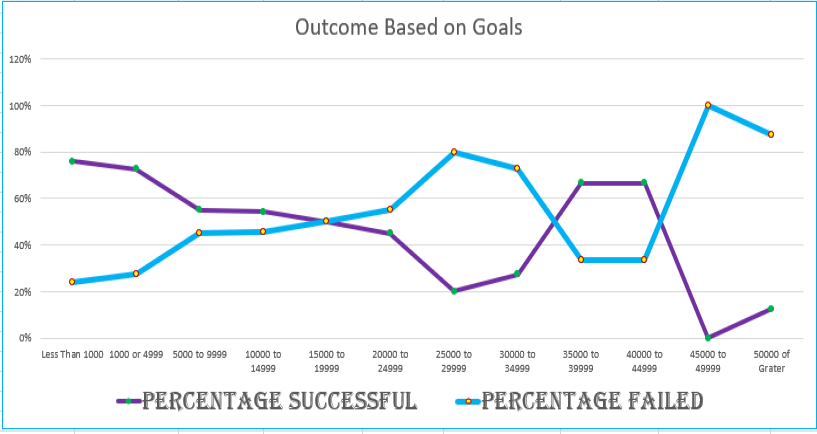 Outcome Based on Goals
120%
100%
80%
60%
40%
20%
0%
Less Than 1000
1000 or 4999
5000 to 9999
10000 to
14999
15000 to
19999
20000 to
24999
25000 to
29999
30000 to
34999
35000 to
39999
40000 to
44999
45000 to
49999
50000 of
Grater
PERCENTAGE SUCCESSFUL
PERCENTAGE FAILED